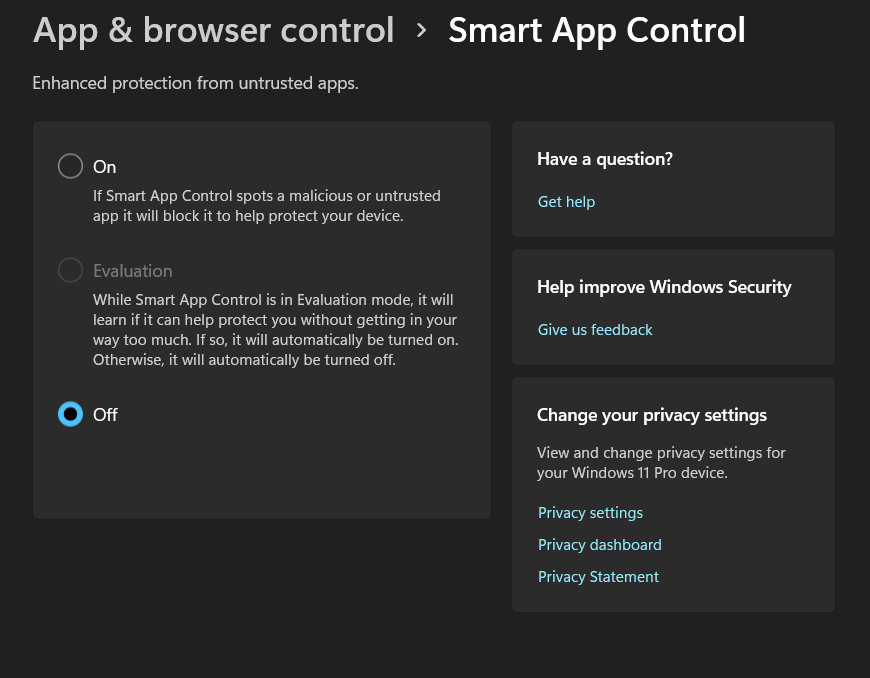 App & browser control › Smart App Control
Enhanced protection from untrusted apps.
On
If Smart App Control spots a malicious or untrusted
app it will block it to help protect your device.
Evaluation
While Smart App Control is in Evaluation mode, it will
learn if it can help protect you without getting in your
way too much. If so, it will automatically be turned on.
Otherwise, it will automatically be turned off.
Off
Have a question?
Get help
Help improve Windows Security
Give us feedback
Change your privacy settings
View and change privacy settings for
your Windows 11 Pro device.
Privacy settings
Privacy dashboard
Privacy Statement